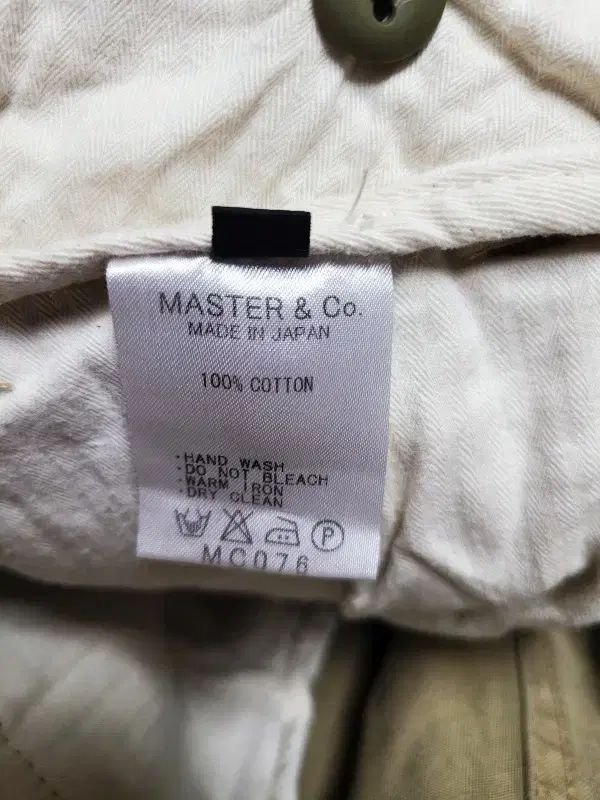 MASTER & Co.
MADE IN JAPAN
100% COTTON
·HAND WASH
·DO NOT BLEACH
·WARM IRON
·DRY CLEAN
P
MC076